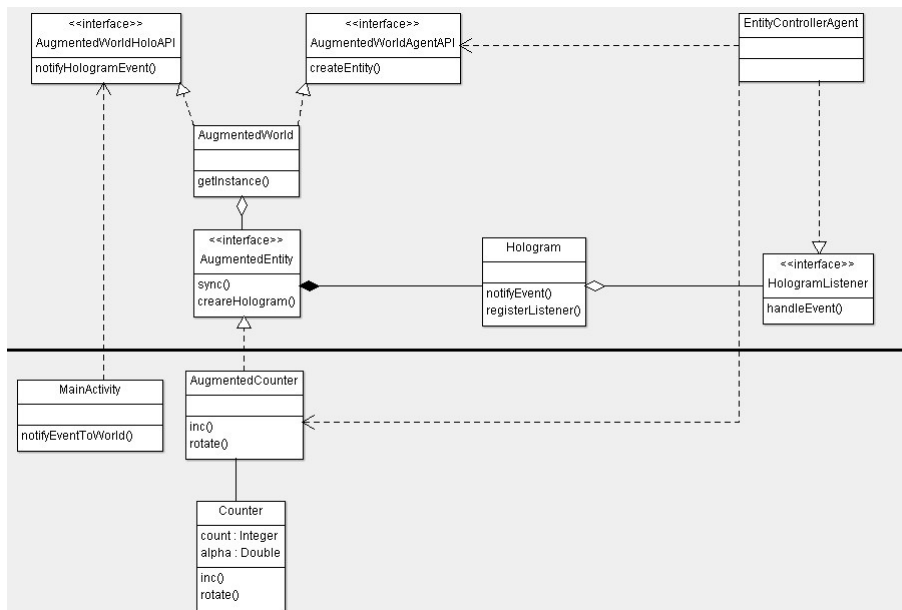 <<interface>>
AugmentedWorldHoloAPI
notifyHologramEvent()
<<interface>>
AugmentedWorldAgentAPI
createEntity()
EntityControllerAgent
AugmentedWorld
getInstance()
<<interface>>
AugmentedEntity
sync()
creareHologram()
Hologram
notifyEvent()
registerListener()
<<interface>>
HologramListener
handleEvent()
MainActivity
notifyEventToWorld()
AugmentedCounter
inc()
rotate()
Counter
count : Integer
alpha : Double
inc()
rotate()